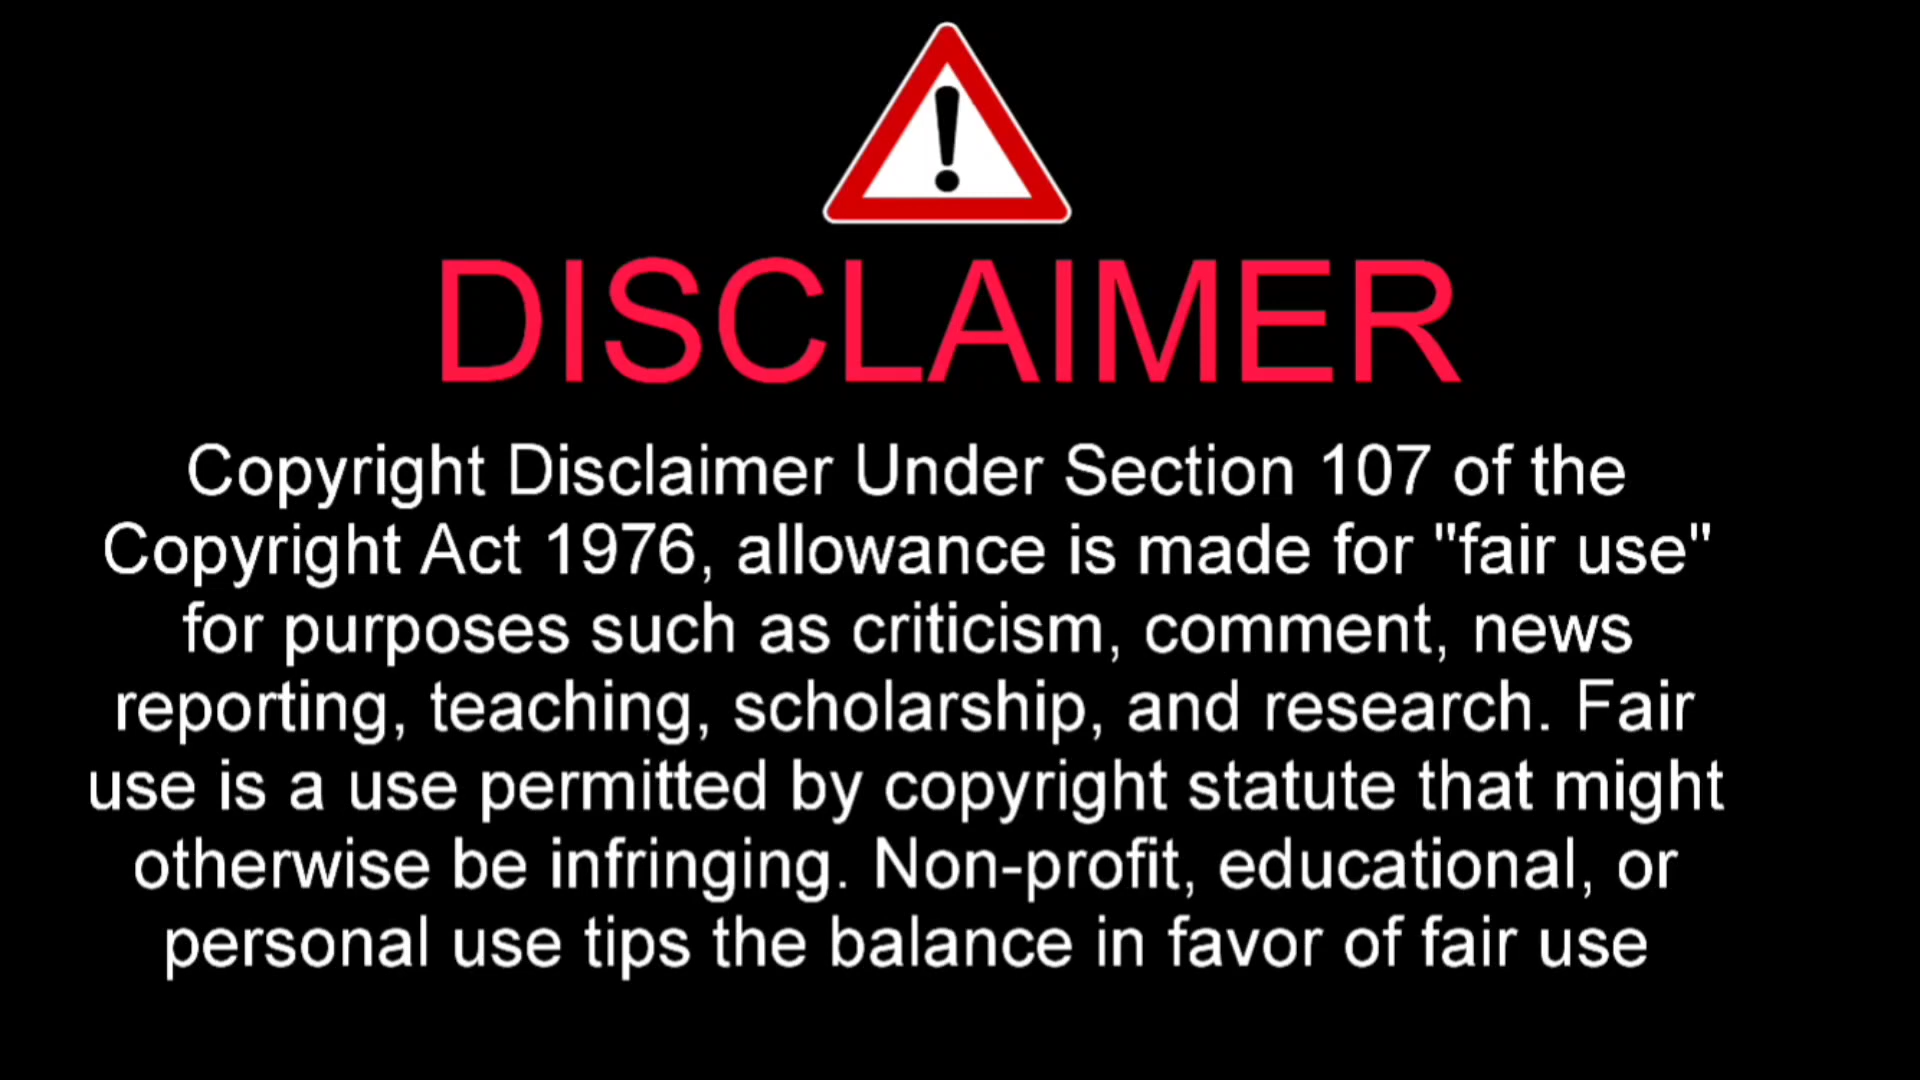 DISCLAIMER
Copyright Disclaimer Under Section 107 of the
Copyright Act 1976, allowance is made for "fair use"
for purposes such as criticism, comment, news
reporting, teaching, scholarship, and research. Fair
use is a use permitted by copyright statute that might
otherwise be infringing. Non-profit, educational, or
personal use tips the balance in favor of fair use